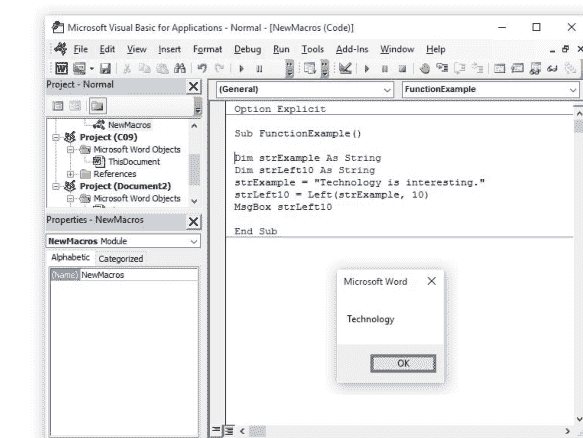 Microsoft Visual Basic for Applications - Normal - [NewMacros (Code)]
File Edit View Insert Format Debug Run Tools Add-Ins Window Help
Project - Normal
(General)
FunctionExample
NewMacros
Project (C09)
Microsoft Word Objects
ThisDocument
References
Project (Document2)
Microsoft Word Objects
Properties - NewMacros
NewMacros Module
Alphabetic Categorized
(Name) NewMacros
Option Explicit
Sub FunctionExample()
Dim strExample As String
Dim strLeft10 As String
strExample = "Technology is interesting."
strLeft10 = Left(strExample, 10)
MsgBox strLeft10
End Sub
Microsoft Word
Technology
OK